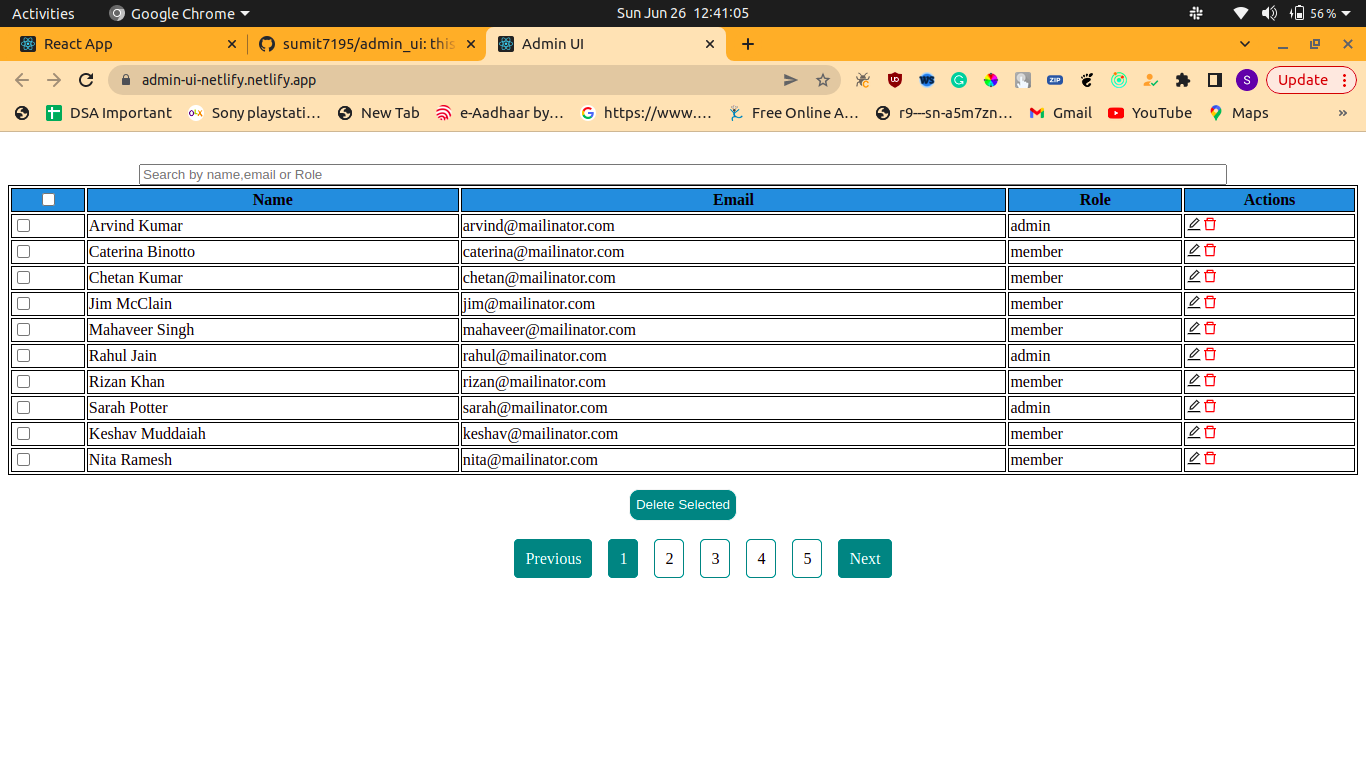 Activities Google Chrome Sun Jun 26 12:41:05 56 %
React App sumit7195/admin_ui: this Admin UI
admin-ui-netlify.netlify.app ZIP S Update
DSA Important Sony playstati... New Tab e-Aadhaar by... https://www.... Free Online A... r9---sn-a5m7zn... Gmail YouTube Maps »
Search by name,email or Role
Name Email Role Actions
Arvind Kumar arvind@mailinator.com admin
Caterina Binotto caterina@mailinator.com member
Chetan Kumar chetan@mailinator.com member
Jim McClain jim@mailinator.com member
Mahaveer Singh mahaveer@mailinator.com member
Rahul Jain rahul@mailinator.com admin
Rizan Khan rizan@mailinator.com member
Sarah Potter sarah@mailinator.com admin
Keshav Muddaiah keshav@mailinator.com member
Nita Ramesh nita@mailinator.com member
Delete Selected
Previous 1 2 3 4 5 Next